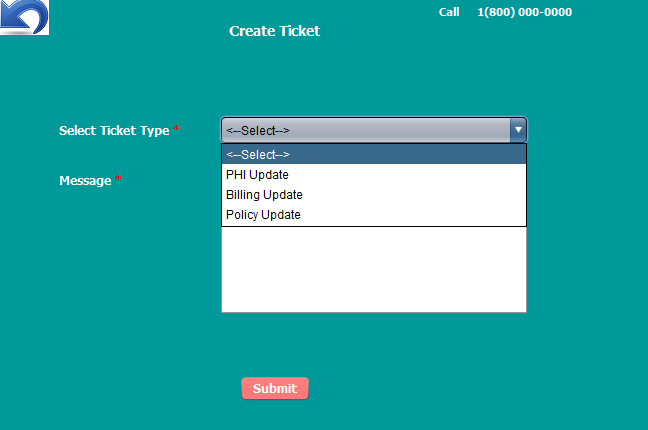 Call 1(800) 000-0000
Create Ticket
Select Ticket Type * <--Select-->
<--Select-->
Message * PHI Update
Billing Update
Policy Update
Submit